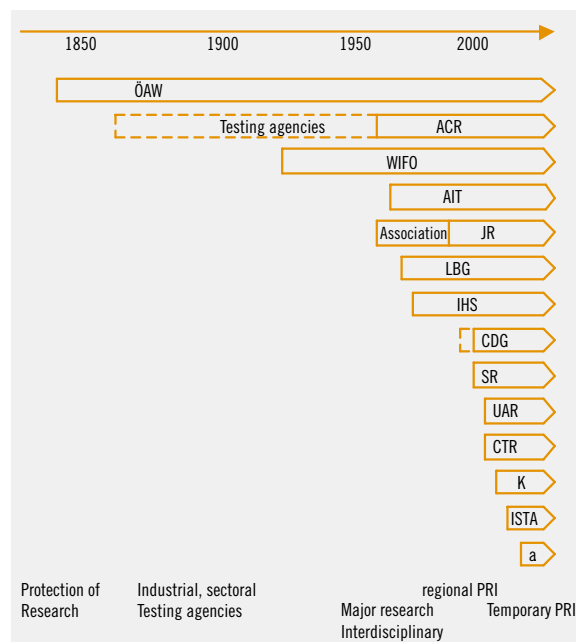 1850 1900 1950 2000
ÖAW
Testing agencies ACR
WIFO
AIT
Association JR
LBG
IHS
CDG
SR
UAR
CTR
K
ISTA
a
Protection of Research
Industrial, sectoral Testing agencies
regional PRI
Major research Interdisciplinary
Temporary PRI